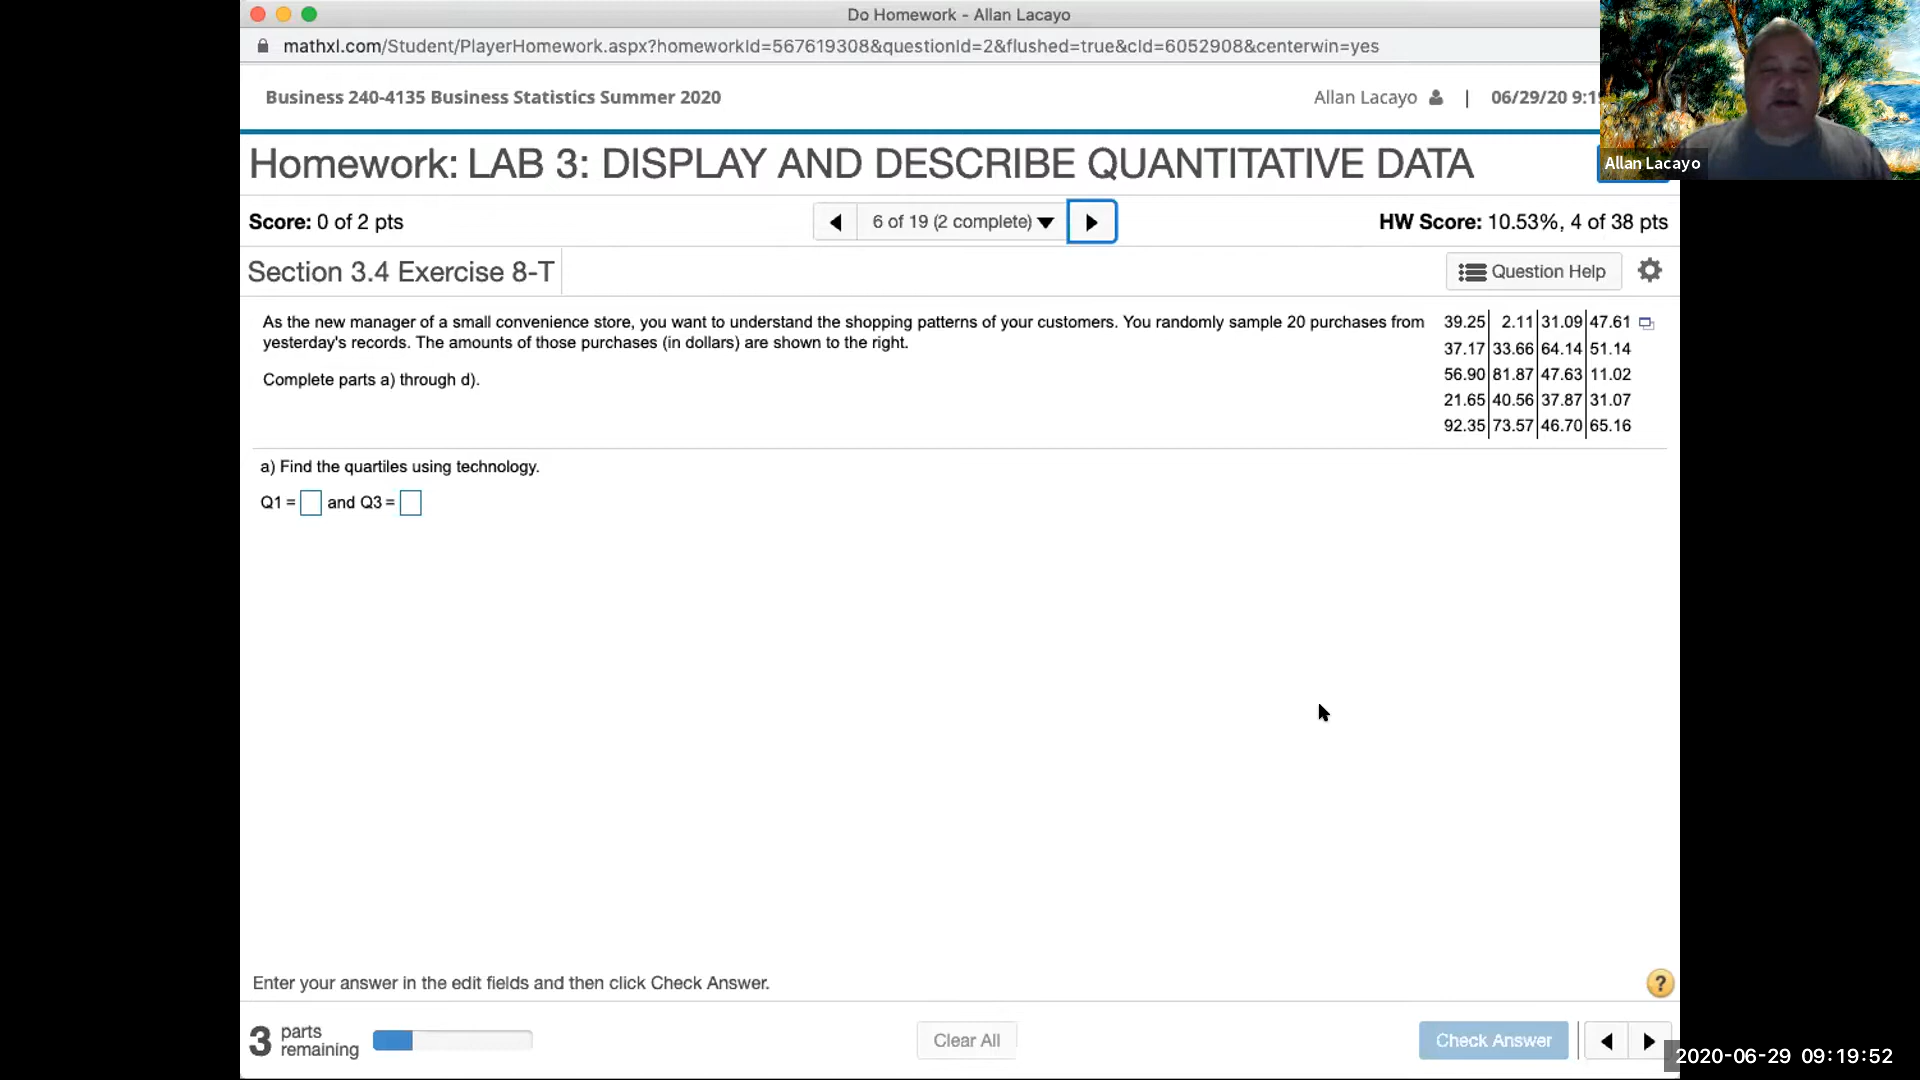 Do Homework - Allan Lacayo
mathxl.com/Student/PlayerHomework.aspx?homeworkId=567619308&questionId=2&flushed=true&cId=6052908&centerwin=yes
Business 240-4135 Business Statistics Summer 2020
Allan Lacayo | 06/29/20 9:1
Allan Lacayo
Homework: LAB 3: DISPLAY AND DESCRIBE QUANTITATIVE DATA
Score: 0 of 2 pts
6 of 19 (2 complete)
HW Score: 10.53%, 4 of 38 pts
Section 3.4 Exercise 8-T
Question Help
As the new manager of a small convenience store, you want to understand the shopping patterns of your customers. You randomly sample 20 purchases from
yesterday's records. The amounts of those purchases (in dollars) are shown to the right.
Complete parts a) through d).
39.25 2.11 31.09 47.61
37.17 33.66 64.14 51.14
56.90 81.87 47.63 11.02
21.65 40.56 37.87 31.07
92.35 73.57 46.70 65.16
a) Find the quartiles using technology.
Q1 = and Q3 =
Enter your answer in the edit fields and then click Check Answer.
?
3 parts
remaining
Clear All
Check Answer
2020-06-29 09:19:52